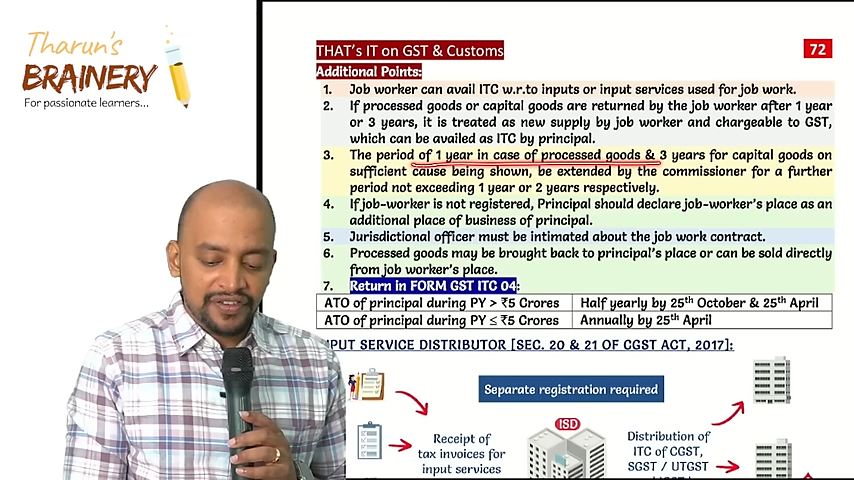 Tharun's
BRAINERY
For passionate learners...
THAT's IT on GST & Customs
72
Additional Points:
1. Job worker can avail ITC w.r.to inputs or input services used for job work.
2. If processed goods or capital goods are returned by the job worker after 1 year
or 3 years, it is treated as new supply by job worker and chargeable to GST,
which can be availed as ITC by principal.
3. The period of 1 year in case of processed goods & 3 years for capital goods on
sufficient cause being shown, be extended by the commissioner for a further
period not exceeding 1 year or 2 years respectively.
4. If job-worker is not registered, Principal should declare job-worker's place as an
additional place of business of principal.
5. Jurisdictional officer must be intimated about the job work contract.
6. Processed goods may be brought back to principal's place or can be sold directly
from job worker's place.
7. Return in FORM GST ITC 04:
ATO of principal during PY > ₹5 Crores Half yearly by 25th October & 25th April
ATO of principal during PY ≤ ₹5 Crores Annually by 25th April
INPUT SERVICE DISTRIBUTOR [SEC. 20 & 21 OF CGST ACT, 2017]:
Separate registration required
ISD
Receipt of
tax invoices for
input services
Distribution of
ITC of CGST,
SGST / UTGST